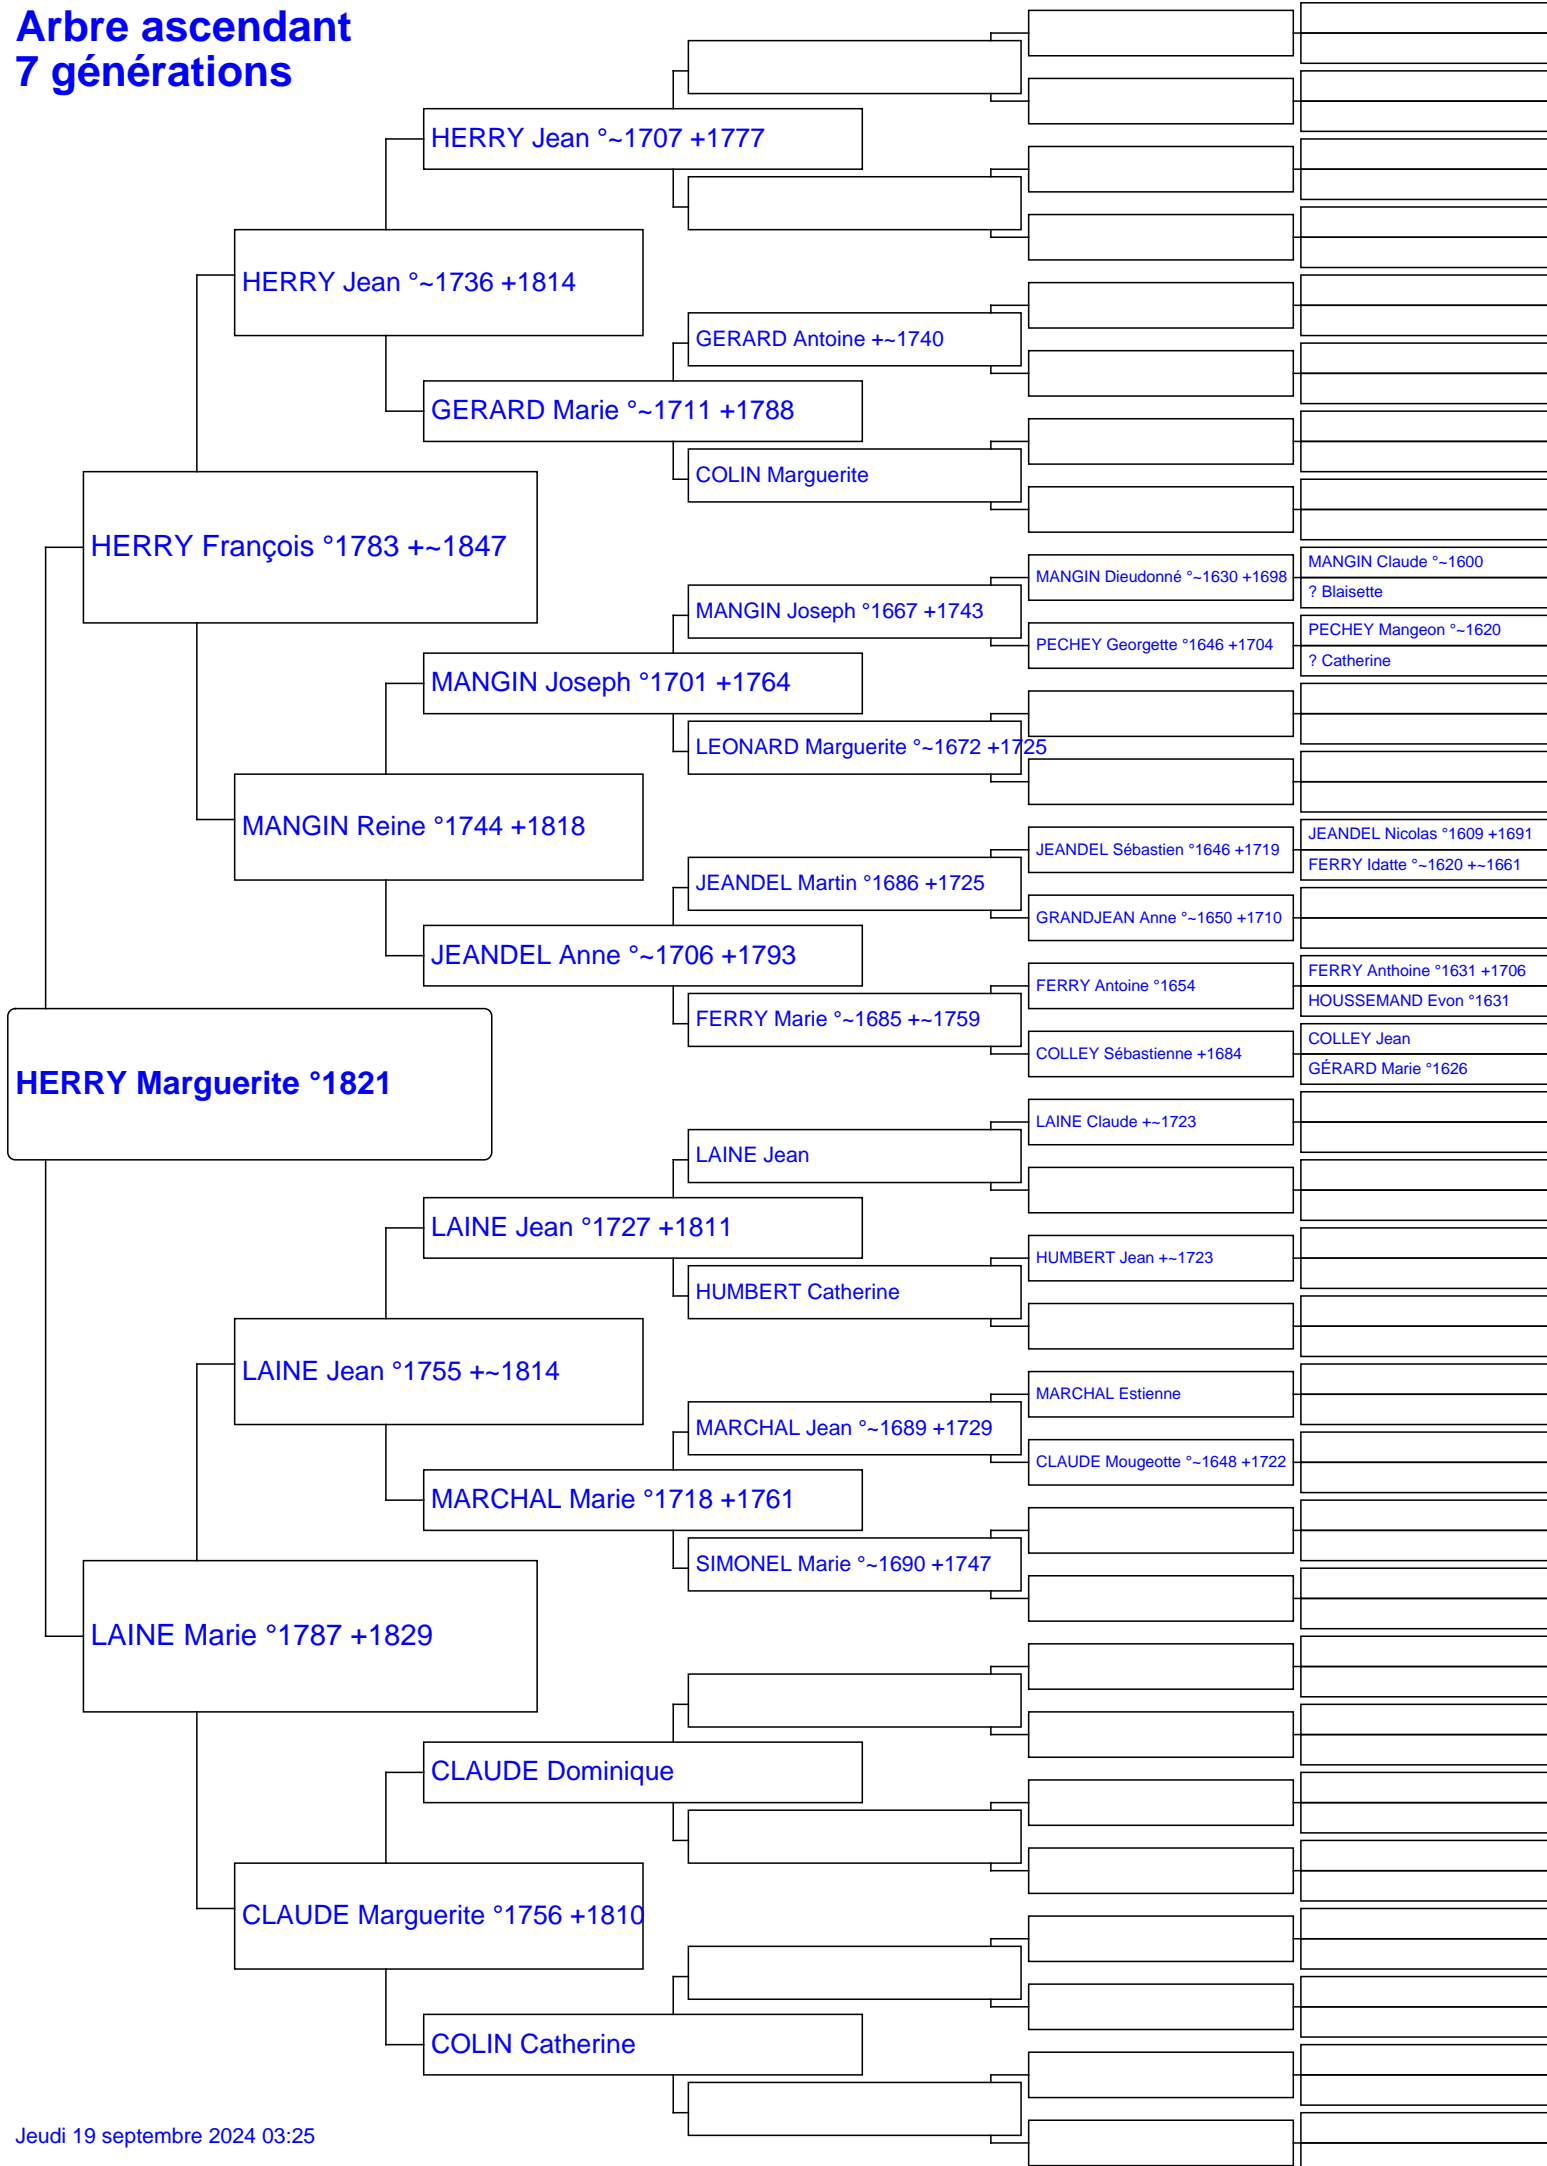 Arbre ascendant
7 générations
HERRY Jean °~1707 +1777
HERRY Jean °~1736 +1814
GERARD Antoine +~1740
GERARD Marie °~1711 +1788
COLIN Marguerite
HERRY François °1783 +~1847
MANGIN Claude °~1600
MANGIN Dieudonné °~1630 +1698
? Blaisette
MANGIN Joseph °1667 +1743
PECHEY Mangeon °~1620
PECHEY Georgette °1646 +1704
? Catherine
MANGIN Joseph °1701 +1764
LEONARD Marguerite °~1672 +1725
MANGIN Reine °1744 +1818
JEANDEL Nicolas °1609 +1691
JEANDEL Sébastien °1646 +1719
FERRY Idatte °~1620 +~1661
JEANDEL Martin °1686 +1725
GRANDJEAN Anne °~1650 +1710
JEANDEL Anne °~1706 +1793
FERRY Anthoine °1631 +1706
FERRY Antoine °1654
HOUSSEMAND Evon °1631
FERRY Marie °~1685 +~1759
COLLEY Jean
COLLEY Sébastienne +1684
GÉRARD Marie °1626
HERRY Marguerite °1821
LAINE Claude +~1723
LAINE Jean
LAINE Jean °1727 +1811
HUMBERT Jean +~1723
HUMBERT Catherine
LAINE Jean °1755 +~1814
MARCHAL Estienne
MARCHAL Jean °~1689 +1729
CLAUDE Mougeotte °~1648 +1722
MARCHAL Marie °1718 +1761
SIMONEL Marie °~1690 +1747
LAINE Marie °1787 +1829
CLAUDE Dominique
CLAUDE Marguerite °1756 +1810
COLIN Catherine
Jeudi 19 septembre 2024 03:25